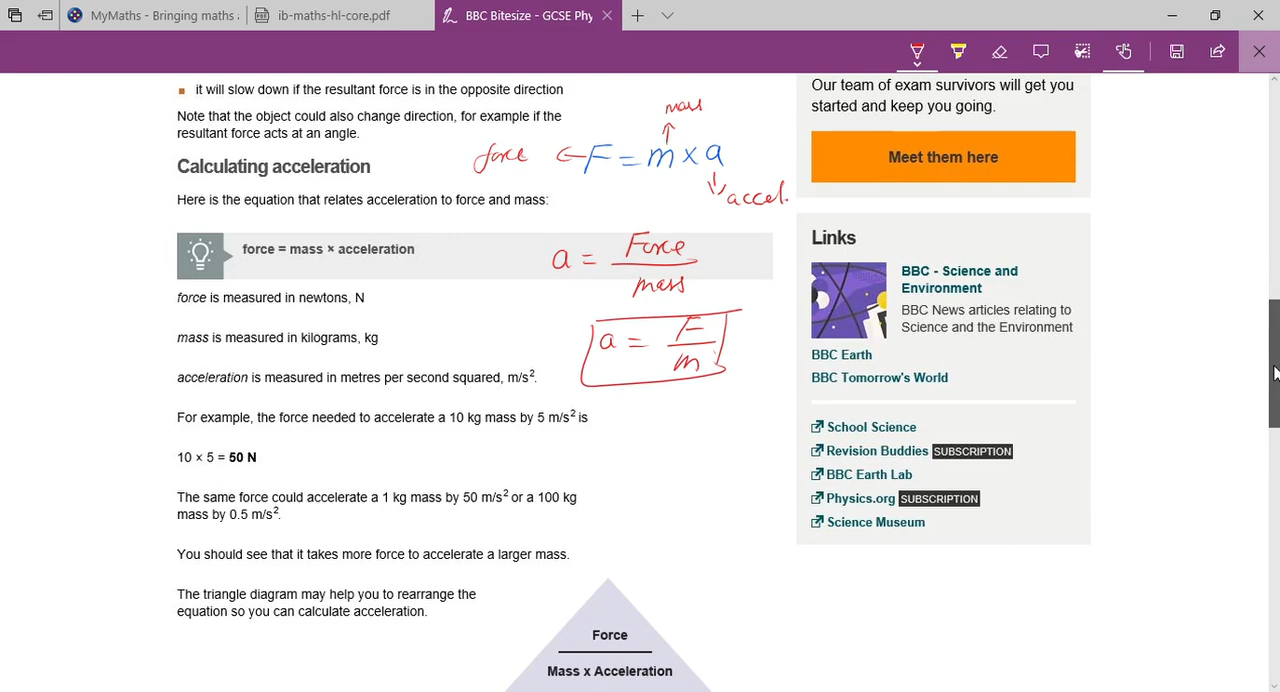 MyMaths - Bringing maths
ib-maths-hl-core.pdf
BBC Bitesize - GCSE Phy
it will slow down if the resultant force is in the opposite direction
Note that the object could also change direction, for example if the
resultant force acts at an angle.
mass
force ← F = m × a
accel.
Calculating acceleration
Here is the equation that relates acceleration to force and mass:
force = mass × acceleration
a = Force
mass
force is measured in newtons, N
a = F
m
mass is measured in kilograms, kg
acceleration is measured in metres per second squared, m/s².
For example, the force needed to accelerate a 10 kg mass by 5 m/s² is
10 × 5 = 50 N
The same force could accelerate a 1 kg mass by 50 m/s² or a 100 kg
mass by 0.5 m/s².
You should see that it takes more force to accelerate a larger mass.
The triangle diagram may help you to rearrange the
equation so you can calculate acceleration.
Force
Mass x Acceleration
Our team of exam survivors will get you
started and keep you going.
Meet them here
Links
BBC - Science and
Environment
BBC News articles relating to
Science and the Environment
BBC Earth
BBC Tomorrow's World
School Science
Revision Buddies SUBSCRIPTION
BBC Earth Lab
Physics.org SUBSCRIPTION
Science Museum